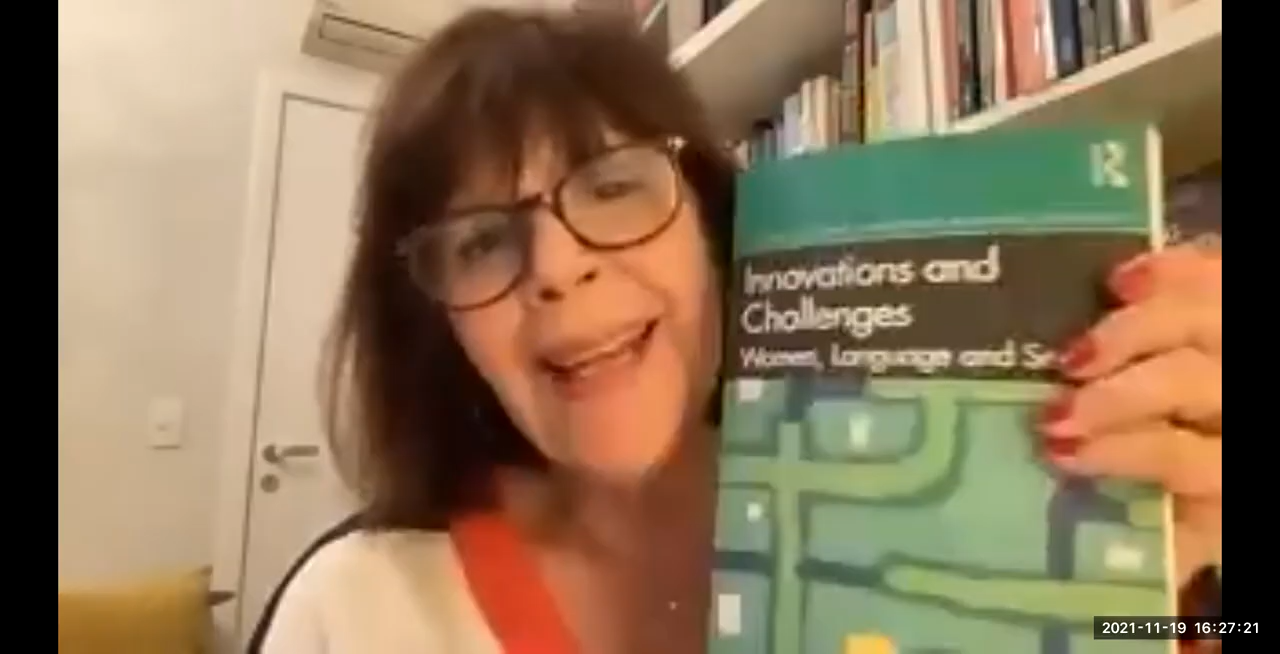 Innovations and
Challenges
Women, Language and
2021-11-19 16:27:21